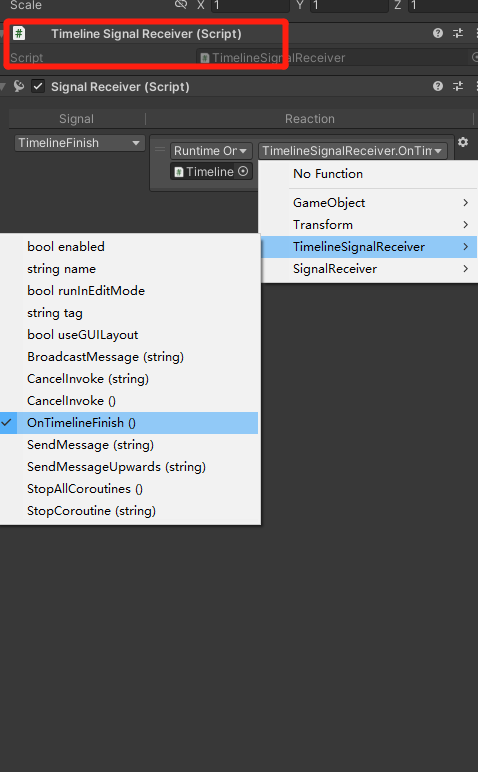 Scale X 1 Y 1 Z 1
# Timeline Signal Receiver (Script)
Script # TimelineSignalReceiver
Signal Receiver (Script)
Signal Reaction
TimelineFinish Runtime On TimelineSignalReceiver.OnTim
# Timeline
No Function
GameObject
Transform
TimelineSignalReceiver
SignalReceiver
bool enabled
string name
bool runInEditMode
string tag
bool useGUILayout
BroadcastMessage (string)
CancelInvoke (string)
CancelInvoke ()
OnTimelineFinish ()
SendMessage (string)
SendMessageUpwards (string)
StopAllCoroutines ()
StopCoroutine (string)